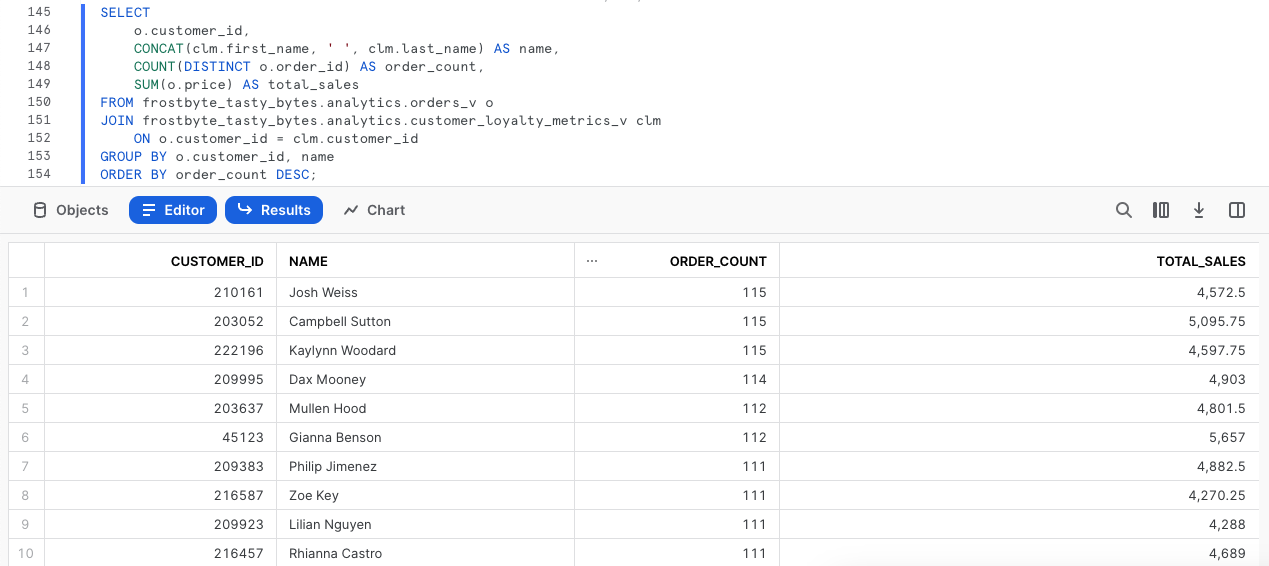 145 SELECT
146 o.customer_id,
147 CONCAT(clm.first_name, ' ', clm.last_name) AS name,
148 COUNT(DISTINCT o.order_id) AS order_count,
149 SUM(o.price) AS total_sales
150 FROM frostbyte_tasty_bytes.analytics.orders_v o
151 JOIN frostbyte_tasty_bytes.analytics.customer_loyalty_metrics_v clm
152 ON o.customer_id = clm.customer_id
153 GROUP BY o.customer_id, name
154 ORDER BY order_count DESC;
Objects Editor Results Chart
CUSTOMER_ID NAME ... ORDER_COUNT TOTAL_SALES
1 210161 Josh Weiss 115 4,572.5
2 203052 Campbell Sutton 115 5,095.75
3 222196 Kaylynn Woodard 115 4,597.75
4 209995 Dax Mooney 114 4,903
5 203637 Mullen Hood 112 4,801.5
6 45123 Gianna Benson 112 5,657
7 209383 Philip Jimenez 111 4,882.5
8 216587 Zoe Key 111 4,270.25
9 209923 Lilian Nguyen 111 4,288
10 216457 Rhianna Castro 111 4,689